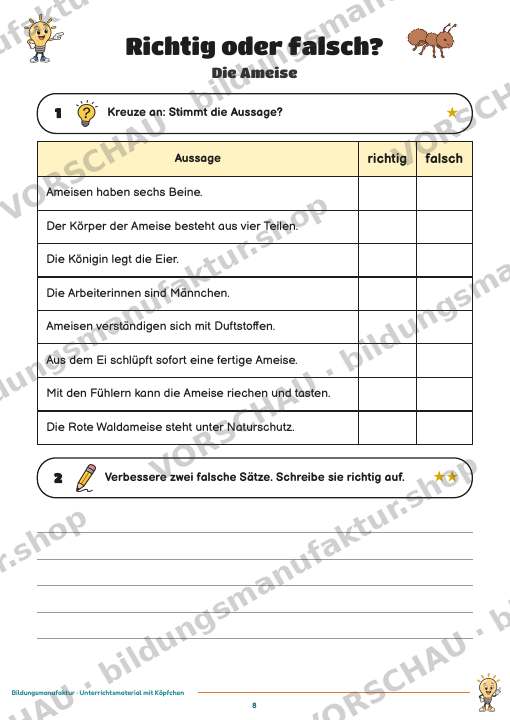 Richtig oder falsch?
Die Ameise
1 Kreuze an: Stimmt die Aussage?
Aussage richtig falsch
Ameisen haben sechs Beine.
Der Körper der Ameise besteht aus vier Teilen.
Die Königin legt die Eier.
Die Arbeiterinnen sind Männchen.
Ameisen verständigen sich mit Duftstoffen.
Aus dem Ei schlüpft sofort eine fertige Ameise.
Mit den Fühlern kann die Ameise riechen und tasten.
Die Rote Waldameise steht unter Naturschutz.
2 Verbessere zwei falsche Sätze. Schreibe sie richtig auf.
Bildungsmanufaktur · Unterrichtsmaterial mit Köpfchen
8
VORSCHAU · bildungsmanufaktur.shop